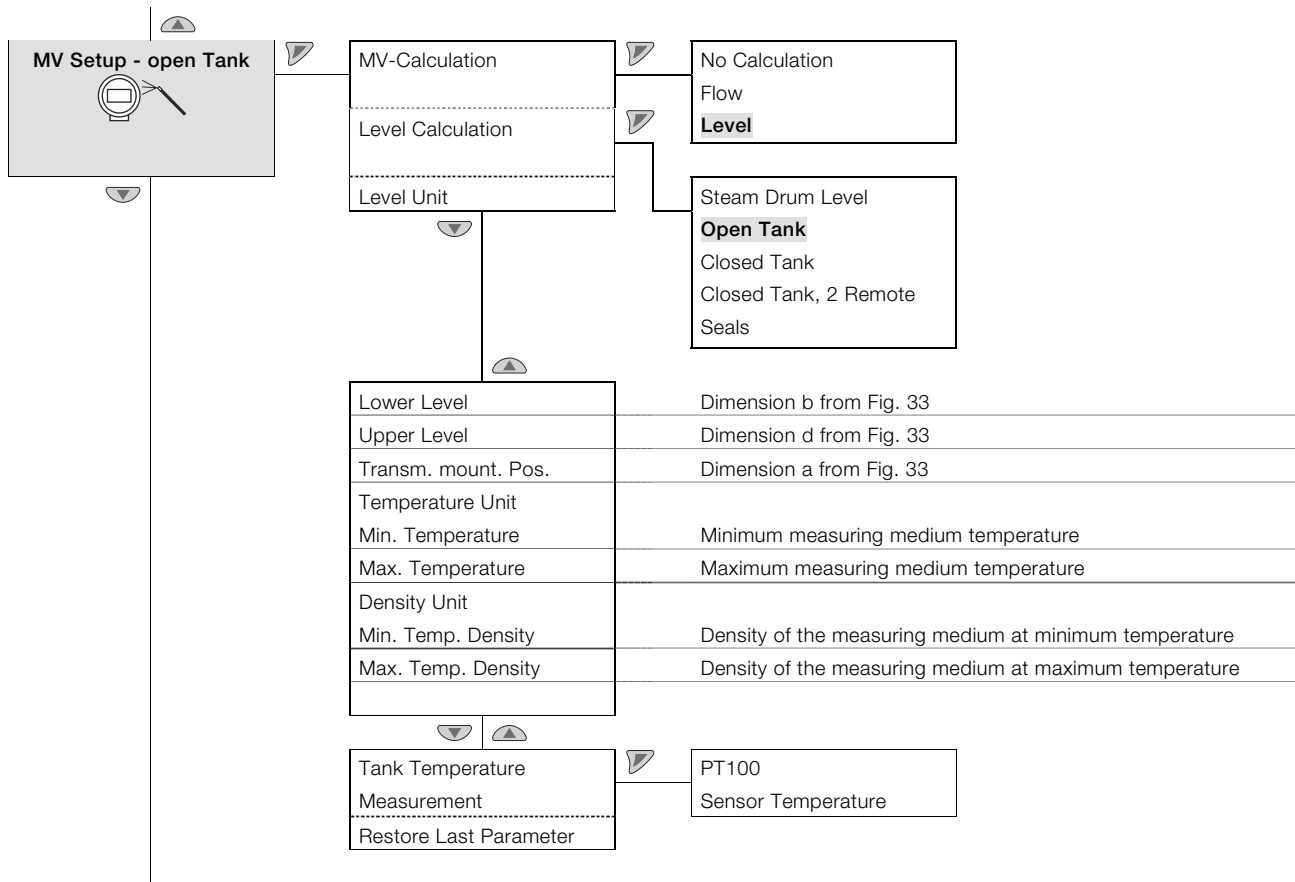 MV Setup - open Tank
MV-Calculation
No Calculation
Flow
Level
Level Calculation
Level Unit
Steam Drum Level
Open Tank
Closed Tank
Closed Tank, 2 Remote
Seals
Lower Level
Dimension b from Fig. 33
Upper Level
Dimension d from Fig. 33
Transm. mount. Pos.
Dimension a from Fig. 33
Temperature Unit
Min. Temperature
Minimum measuring medium temperature
Max. Temperature
Maximum measuring medium temperature
Density Unit
Min. Temp. Density
Density of the measuring medium at minimum temperature
Max. Temp. Density
Density of the measuring medium at maximum temperature
Tank Temperature
Measurement
PT100
Sensor Temperature
Restore Last Parameter